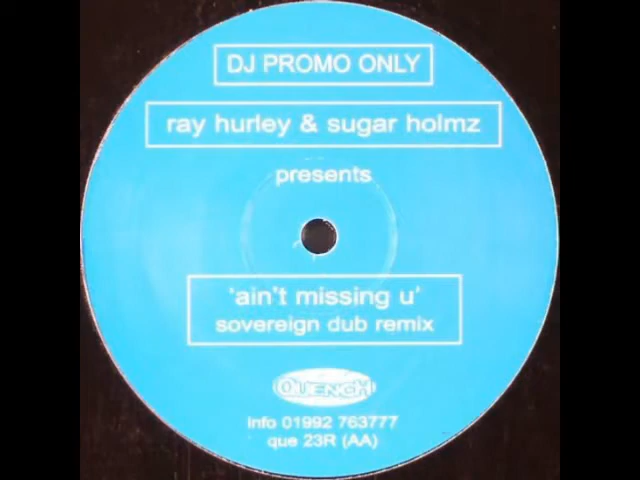 DJ PROMO ONLY
ray hurley & sugar holmz
presents
'ain't missing u'
sovereign dub remix
QUENCH
info 01992 763777
que 23R (AA)